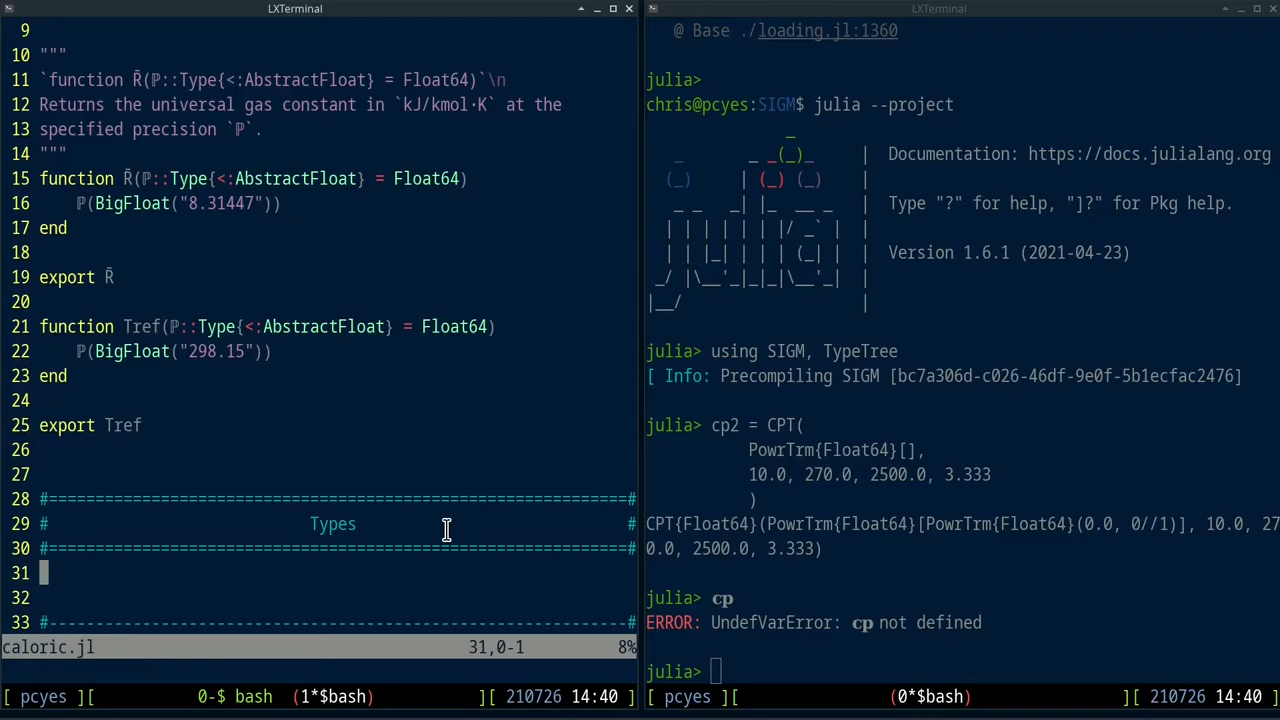 LXTerminal
9
10 """
11 `function R̄(ℙ::Type{<:AbstractFloat} = Float64)`\n
12 Returns the universal gas constant in `kJ/kmol⋅K` at the
13 specified precision `ℙ`.
14 """
15 function R̄(ℙ::Type{<:AbstractFloat} = Float64)
16     ℙ(BigFloat("8.31447"))
17 end
18
19 export R̄
20
21 function Tref(ℙ::Type{<:AbstractFloat} = Float64)
22     ℙ(BigFloat("298.15"))
23 end
24
25 export Tref
26
27
28 #==============================================================#
29 #                            Types                             #
30 #==============================================================#
31
32
33 #--------------------------------------------------------------#
caloric.jl 31,0-1 8%
[ pcyes ][ 0-$ bash (1*$bash) ][ 210726 14:40 ]
LXTerminal
@ Base ./loading.jl:1360
julia>
chris@pcyes:SIGM$ julia --project
               _
   _       _ _(_)_     |  Documentation: https://docs.julialang.org
  (_)     | (_) (_)    |
   _ _   _| |_  __ _   |  Type "?" for help, "]?" for Pkg help.
  | | | | | | |/ _` |  |
  | | |_| | | | (_| |  |  Version 1.6.1 (2021-04-23)
 _/ |\__'_|_|_|\__'_|  |
|__/                   |
julia> using SIGM, TypeTree
[ Info: Precompiling SIGM [bc7a306d-c026-46df-9e0f-5b1ecfac2476]
julia> cp2 = CPT(
PowrTrm{Float64}[],
10.0, 270.0, 2500.0, 3.333
)
CPT{Float64}(PowrTrm{Float64}[PowrTrm{Float64}(0.0, 0//1)], 10.0, 27
0.0, 2500.0, 3.333)
julia> 𝐜𝐩
ERROR: UndefVarError: 𝐜𝐩 not defined
julia>
[ pcyes ][ (0*$bash) ][ 210726 14:40 ]